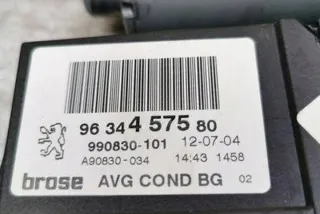 96 34 4 575 80
990830-101 12-07-04
A90830-034 14:43 1458
brose AVG COND BG 02